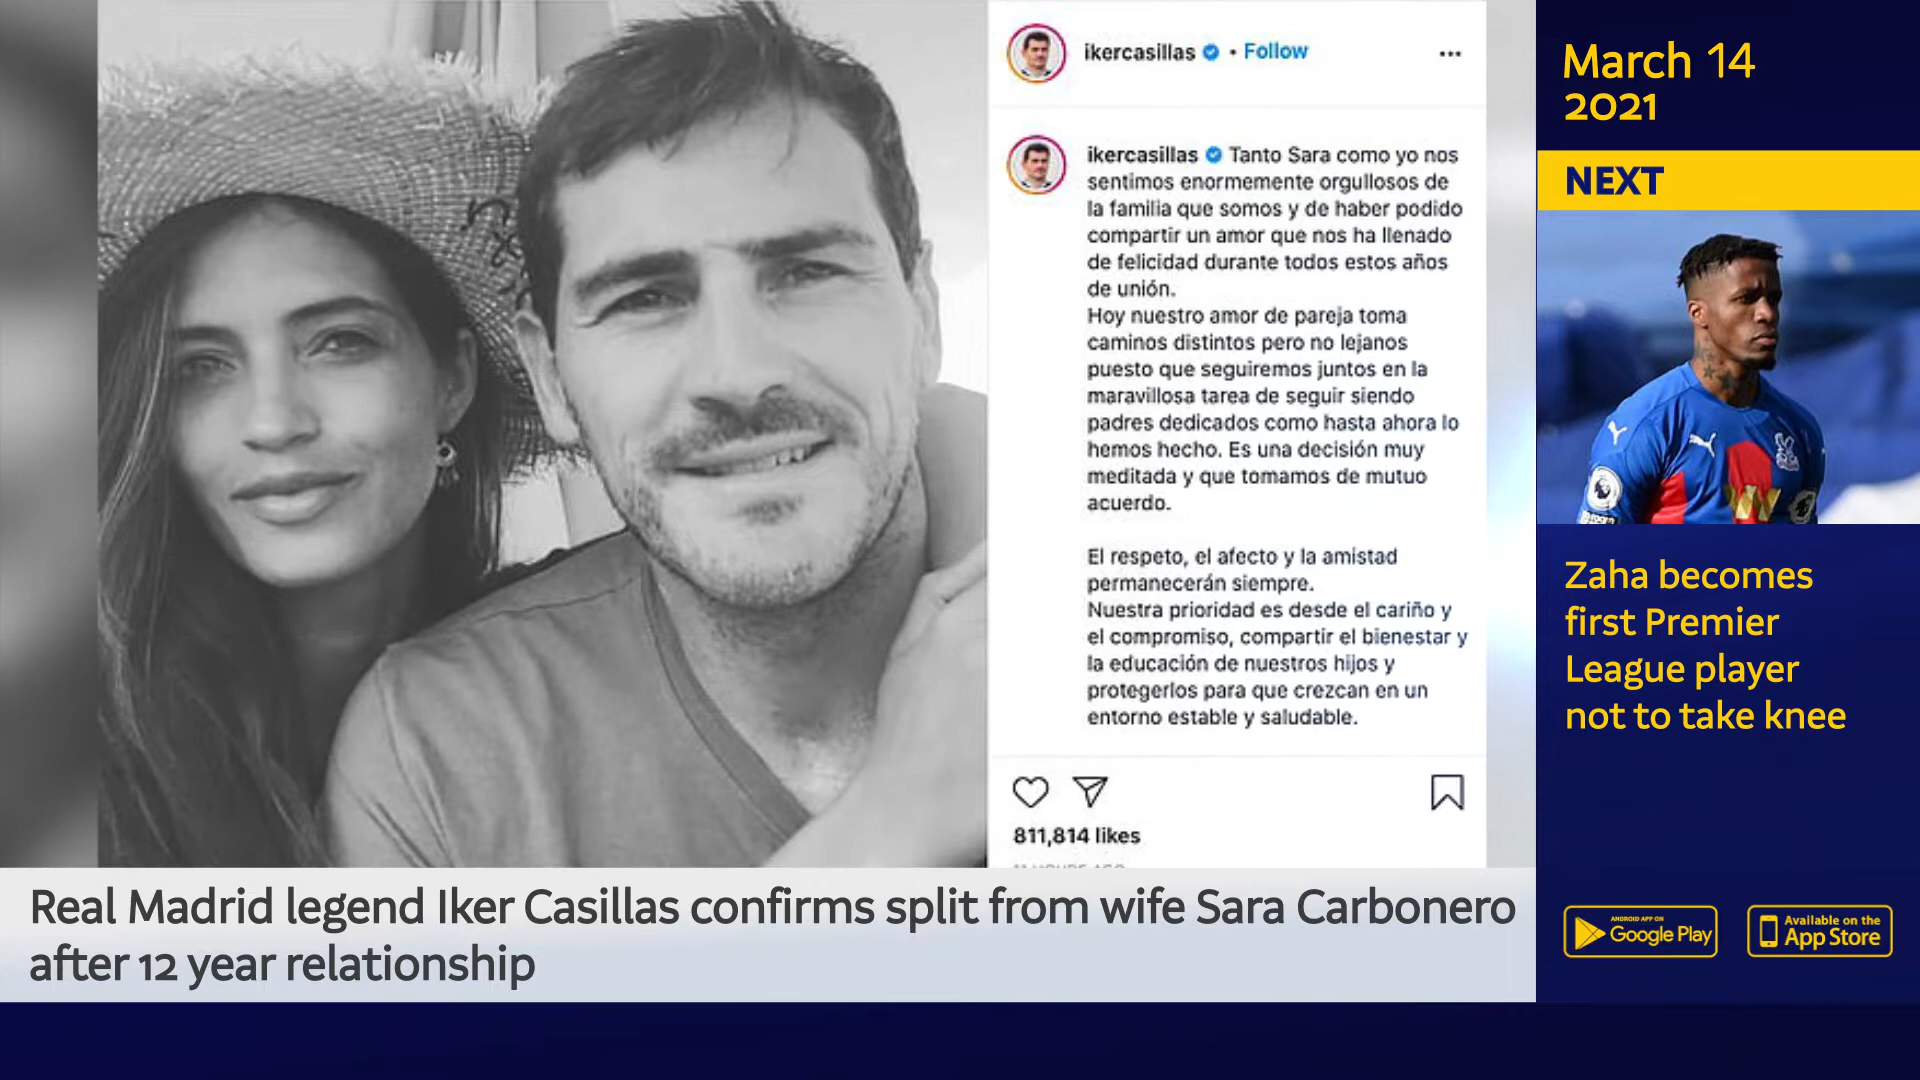 ikercasillas • Follow
ikercasillas Tanto Sara como yo nos
sentimos enormemente orgullosos de
la familia que somos y de haber podido
compartir un amor que nos ha llenado
de felicidad durante todos estos años
de unión.
Hoy nuestro amor de pareja toma
caminos distintos pero no lejanos
puesto que seguiremos juntos en la
maravillosa tarea de seguir siendo
padres dedicados como hasta ahora lo
hemos hecho. Es una decisión muy
meditada y que tomamos de mutuo
acuerdo.
El respeto, el afecto y la amistad
permanecerán siempre.
Nuestra prioridad es desde el cariño y
el compromiso, compartir el bienestar y
la educación de nuestros hijos y
protegerlos para que crezcan en un
entorno estable y saludable.
811,814 likes
Real Madrid legend Iker Casillas confirms split from wife Sara Carbonero
after 12 year relationship
March 14
2021
NEXT
Zaha becomes
first Premier
League player
not to take knee
ANDROID APP ON
Google Play
Available on the
App Store